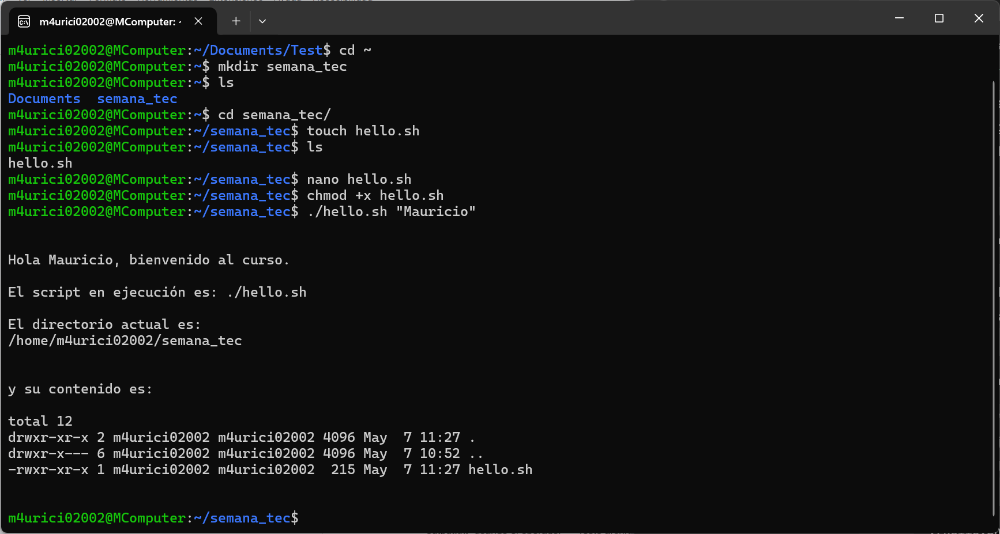 m4urici02002@MComputer: ~
m4urici02002@MComputer:~/Documents/Test$ cd ~
m4urici02002@MComputer:~$ mkdir semana_tec
m4urici02002@MComputer:~$ ls
Documents  semana_tec
m4urici02002@MComputer:~$ cd semana_tec/
m4urici02002@MComputer:~/semana_tec$ touch hello.sh
m4urici02002@MComputer:~/semana_tec$ ls
hello.sh
m4urici02002@MComputer:~/semana_tec$ nano hello.sh
m4urici02002@MComputer:~/semana_tec$ chmod +x hello.sh
m4urici02002@MComputer:~/semana_tec$ ./hello.sh "Mauricio"
Hola Mauricio, bienvenido al curso.
El script en ejecución es: ./hello.sh
El directorio actual es:
/home/m4urici02002/semana_tec
y su contenido es:
total 12
drwxr-xr-x 2 m4urici02002 m4urici02002 4096 May  7 11:27 .
drwxr-x--- 6 m4urici02002 m4urici02002 4096 May  7 10:52 ..
-rwxr-xr-x 1 m4urici02002 m4urici02002  215 May  7 11:27 hello.sh
m4urici02002@MComputer:~/semana_tec$